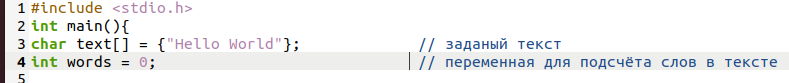 1 #include <stdio.h>
2 int main(){
3 char text[] = {"Hello World"}; // заданый текст
4 int words = 0; // переменная для подсчёта слов в тексте
5